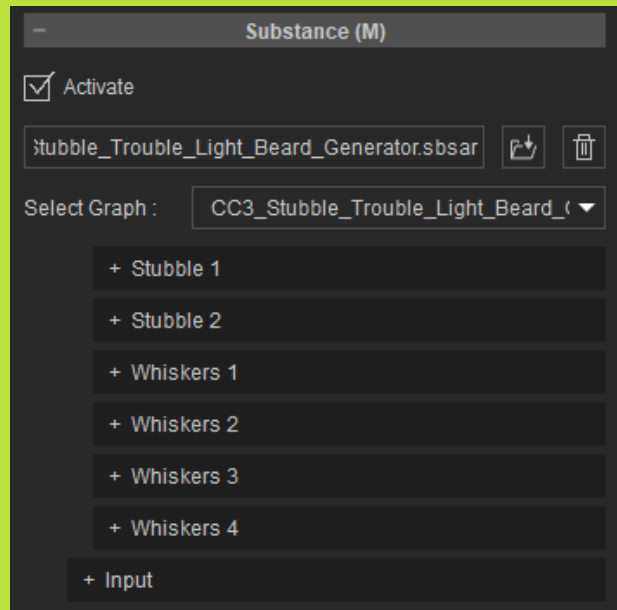 − Substance (M)
Activate
Stubble_Trouble_Light_Beard_Generator.sbsar
Select Graph : CC3_Stubble_Trouble_Light_Beard_(
+ Stubble 1
+ Stubble 2
+ Whiskers 1
+ Whiskers 2
+ Whiskers 3
+ Whiskers 4
+ Input